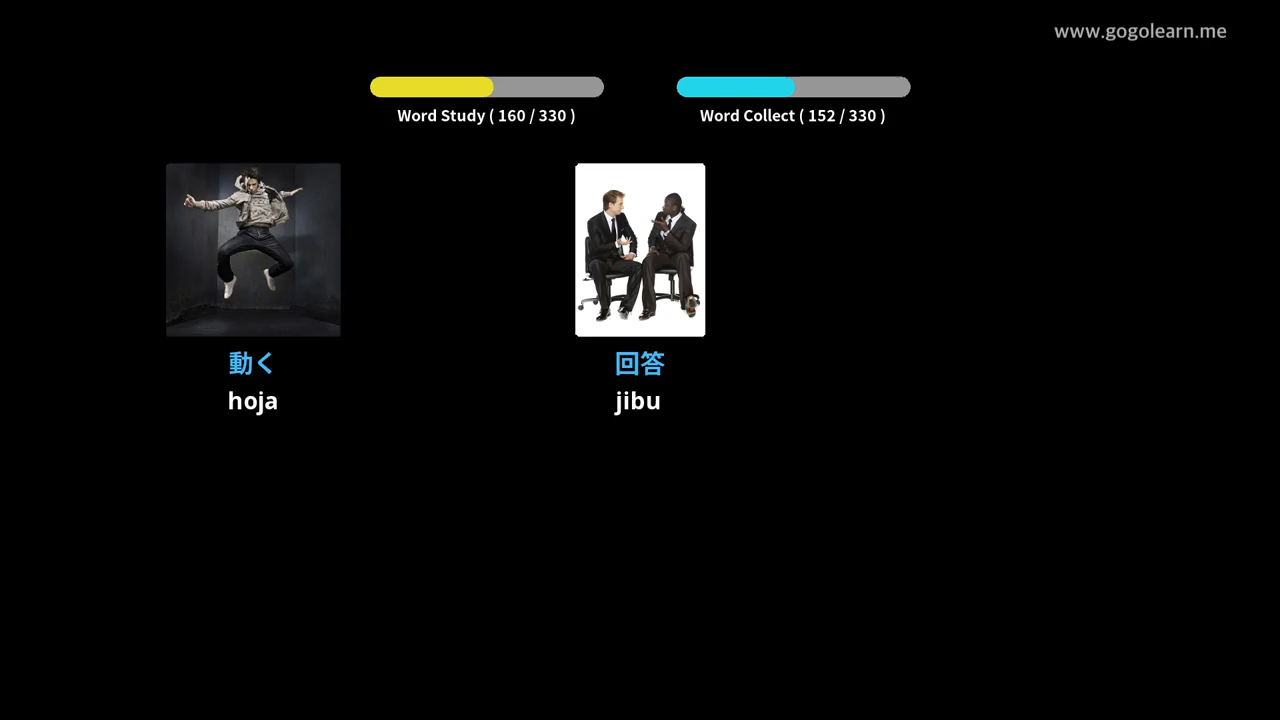 www.gogolearn.me
Word Study ( 160 / 330 )
Word Collect ( 152 / 330 )
動く
hoja
回答
jibu